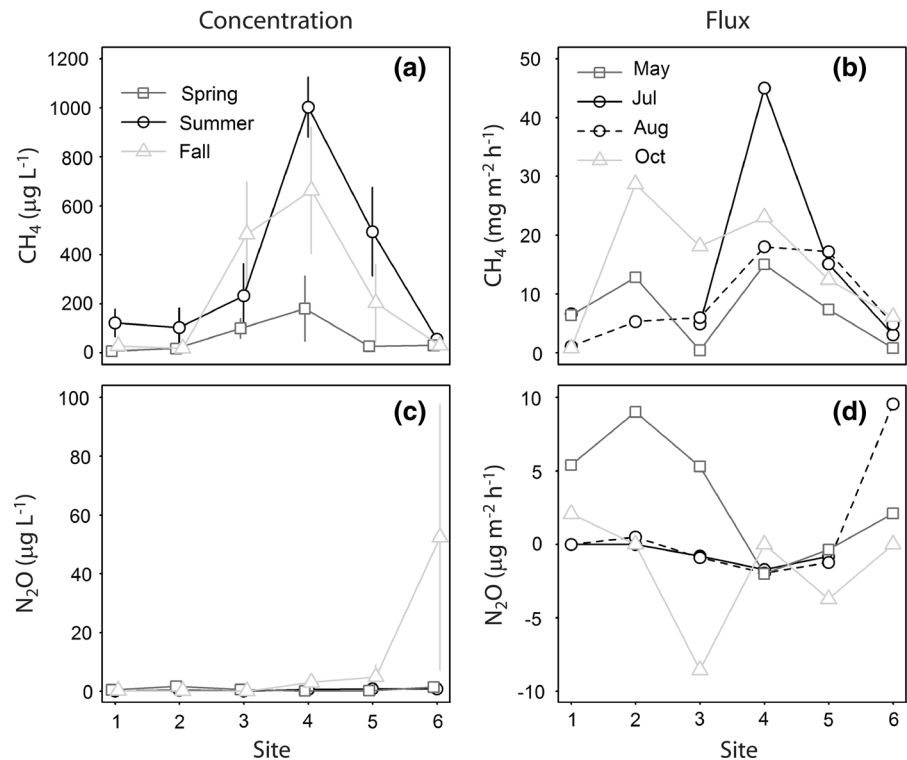 Concentration
Flux
(a)
CH4 (µg L-1)
1200
1000
800
600
400
200
0
Spring
Summer
Fall
(b)
CH4 (mg m-2 h-1)
50
40
30
20
10
0
May
Jul
Aug
Oct
(c)
N2O (µg L-1)
100
80
60
40
20
0
1 2 3 4 5 6
Site
(d)
N2O (µg m-2 h-1)
10
5
0
-5
-10
1 2 3 4 5 6
Site